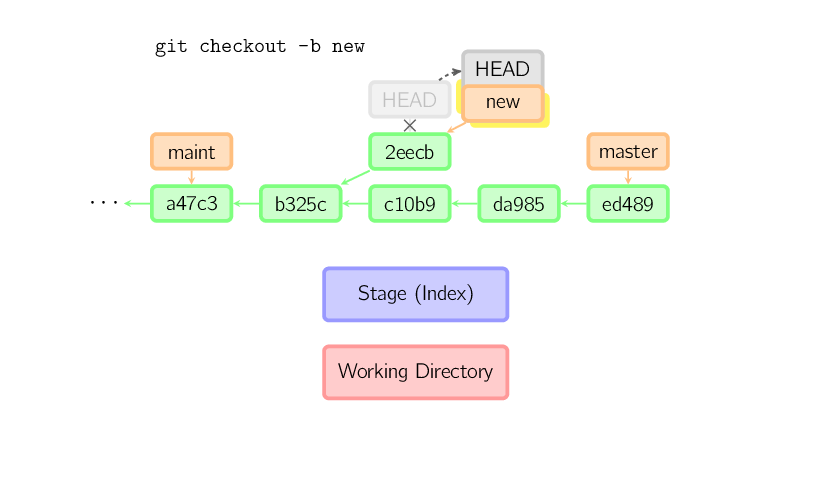 git checkout -b new
HEAD
HEAD
new
maint
2eecb
master
...
a47c3
b325c
c10b9
da985
ed489
Stage (Index)
Working Directory